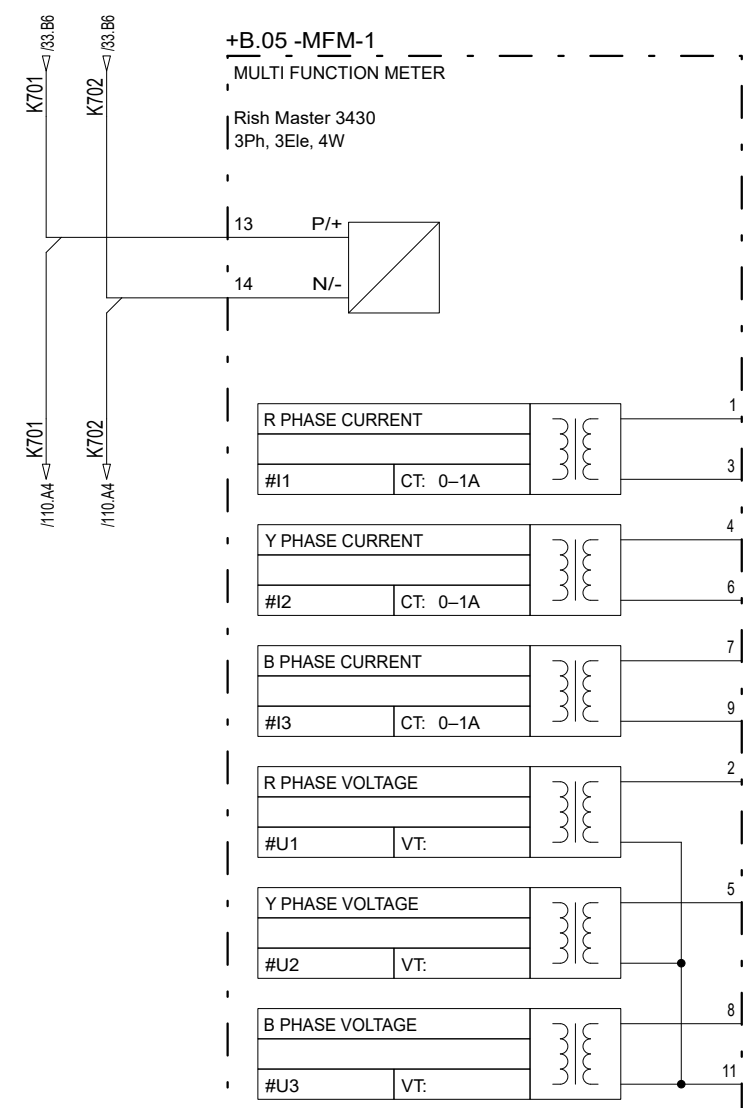 /33.B6
/33.B6
K701
K702
+B.05 -MFM-1
MULTI FUNCTION METER
Rish Master 3430
3Ph, 3Ele, 4W
13 P/+
14 N/-
K701
K702
/110.A4
/110.A4
R PHASE CURRENT
1
#I1 CT: 0–1A
3
Y PHASE CURRENT
4
#I2 CT: 0–1A
6
B PHASE CURRENT
7
#I3 CT: 0–1A
9
R PHASE VOLTAGE
2
#U1 VT:
Y PHASE VOLTAGE
5
#U2 VT:
B PHASE VOLTAGE
8
#U3 VT:
11